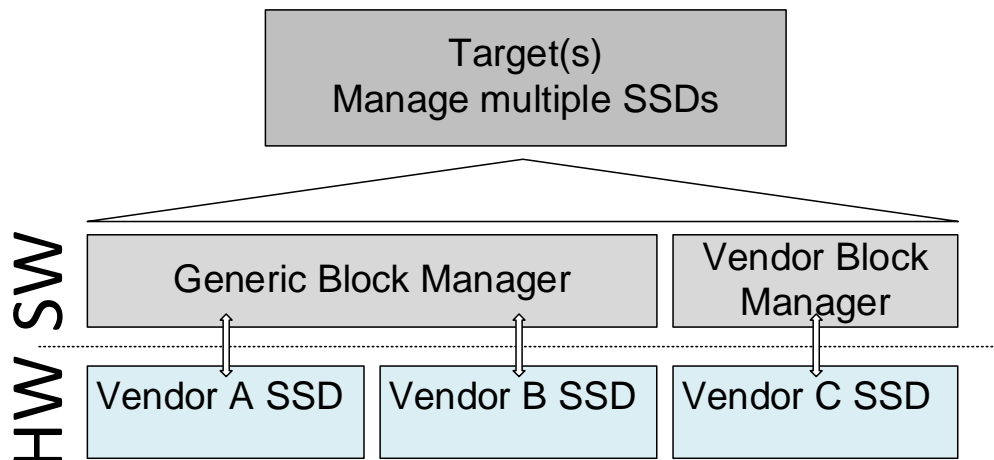 Target(s)
Manage multiple SSDs
SW
Generic Block Manager
Vendor Block
Manager
HW
Vendor A SSD
Vendor B SSD
Vendor C SSD